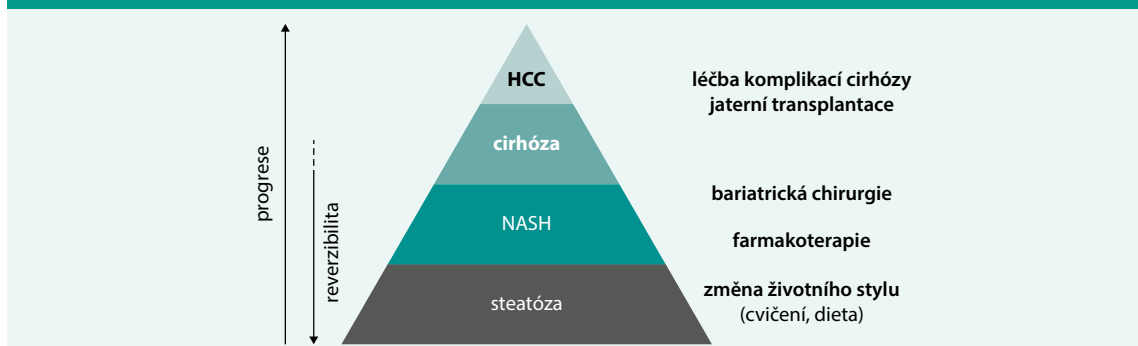 HCC
cirhóza
NASH
steatóza
progrese
reverzibilita
léčba komplikací cirhózy
jaterní transplantace
bariatrická chirurgie
farmakoterapie
změna životního stylu
(cvičení, dieta)